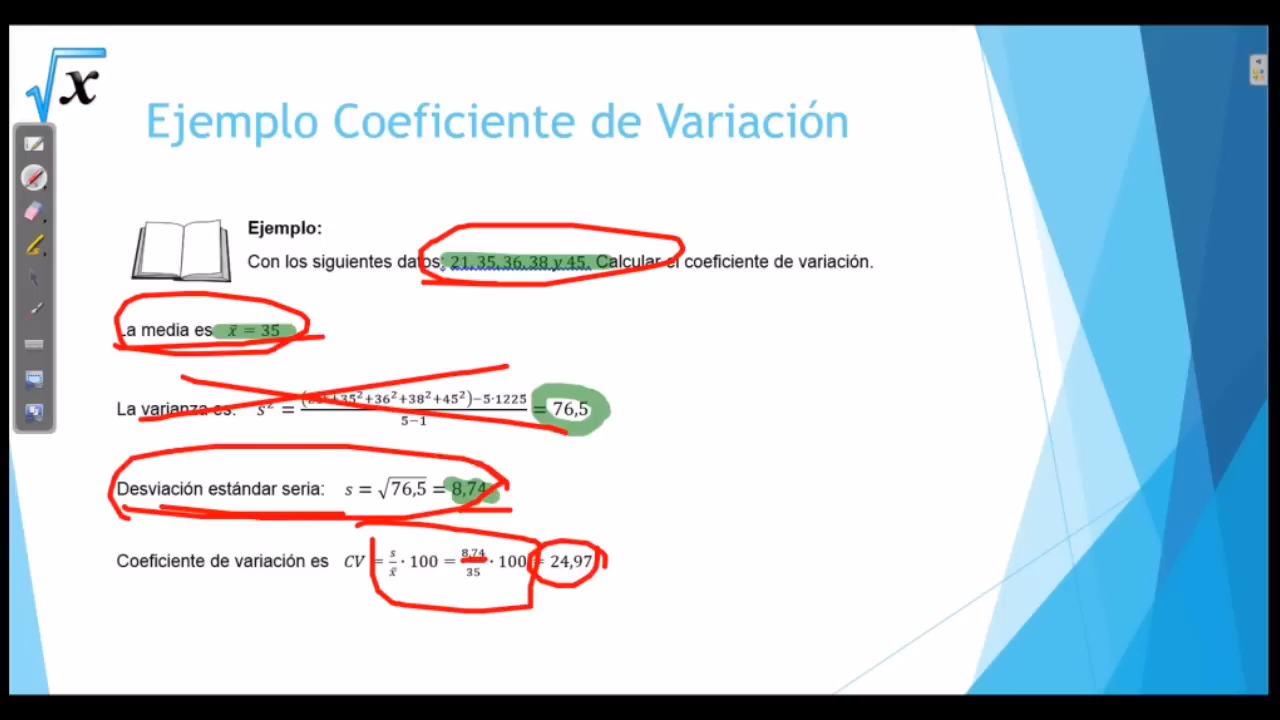 √x
Ejemplo Coeficiente de Variación
Ejemplo:
Con los siguientes datos: 21, 35, 36, 38 y 45. Calcular el coeficiente de variación.
La media es x̄ = 35
La varianza es: s² = (+35²+36²+38²+45²)−5·1225 / 5−1 = 76,5
Desviación estándar seria: s = √76,5 = 8,74
Coeficiente de variación es CV = s/x̄ · 100 = 8,74/35 · 100 = 24,97